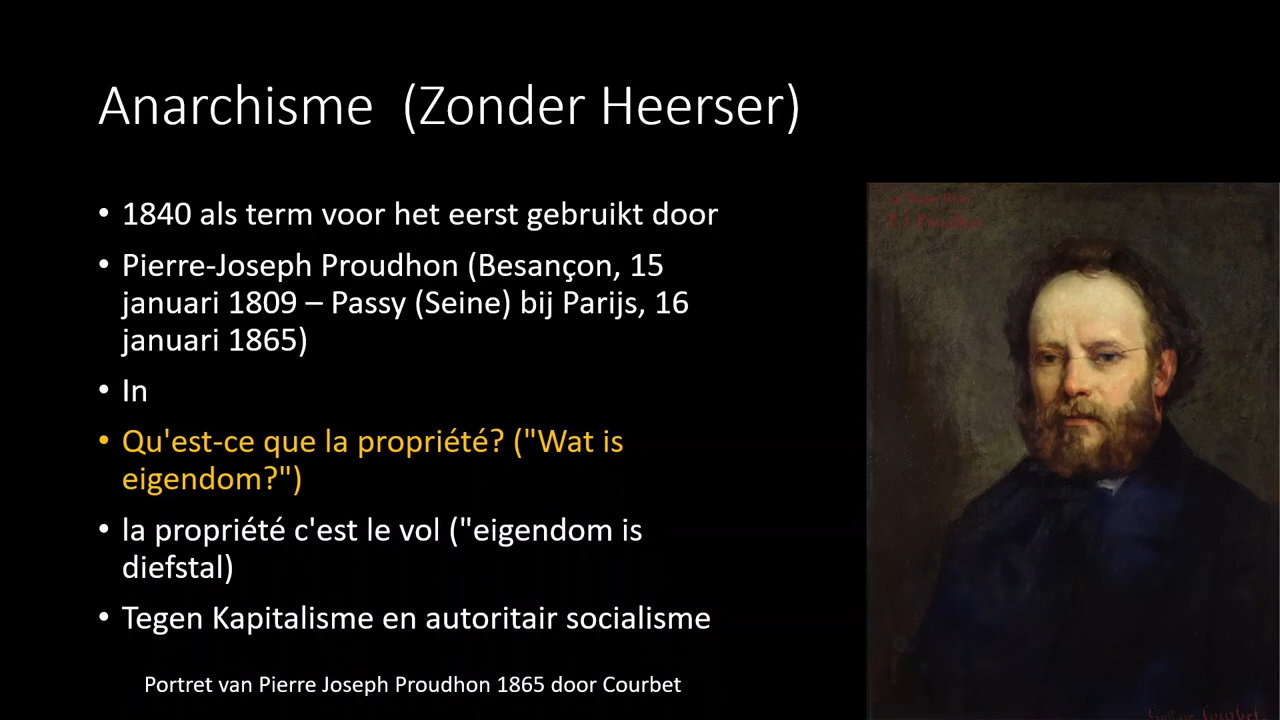 Anarchisme (Zonder Heerser)
• 1840 als term voor het eerst gebruikt door
• Pierre-Joseph Proudhon (Besançon, 15
januari 1809 – Passy (Seine) bij Parijs, 16
januari 1865)
• In
• Qu'est-ce que la propriété? ("Wat is
eigendom?")
• la propriété c'est le vol ("eigendom is
diefstal)
• Tegen Kapitalisme en autoritair socialisme
Portret van Pierre Joseph Proudhon 1865 door Courbet